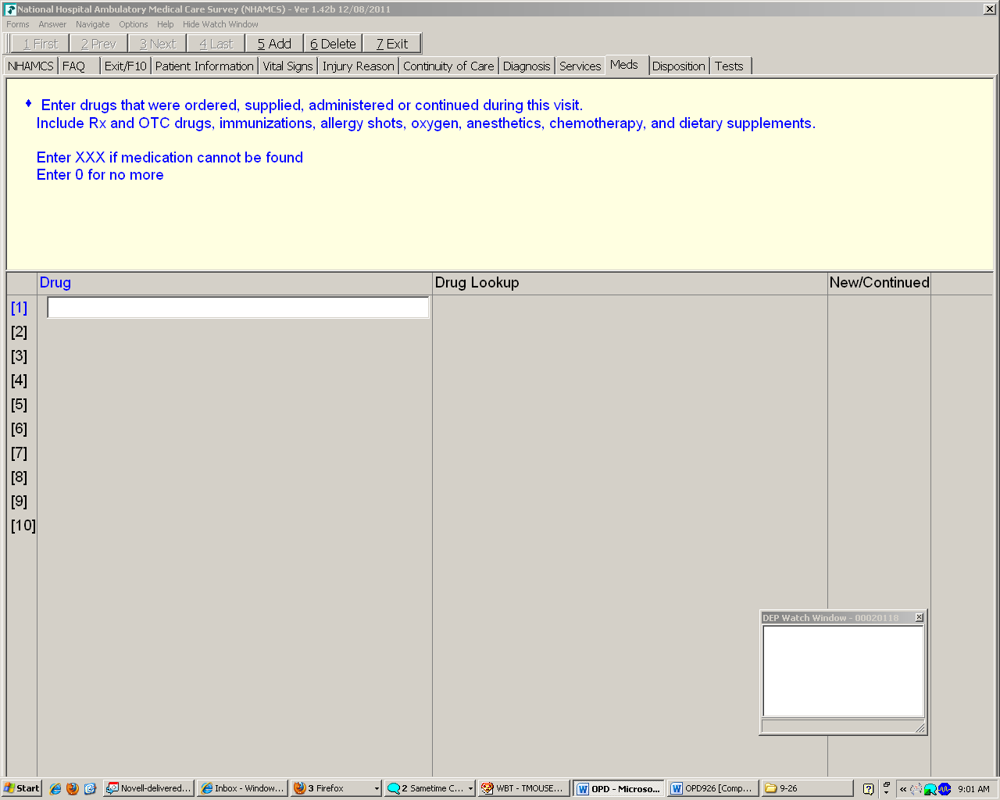 National Hospital Ambulatory Medical Care Survey (NHAMCS) - Ver 1.42b 12/08/2011
Forms Answer Navigate Options Help Hide Watch Window
1 First 2 Prev 3 Next 4 Last 5 Add 6 Delete 7 Exit
NHAMCS FAQ Exit/F10 Patient Information Vital Signs Injury Reason Continuity of Care Diagnosis Services Meds Disposition Tests
Enter drugs that were ordered, supplied, administered or continued during this visit.
Include Rx and OTC drugs, immunizations, allergy shots, oxygen, anesthetics, chemotherapy, and dietary supplements.
Enter XXX if medication cannot be found
Enter 0 for no more
Drug Drug Lookup New/Continued
[1]
[2]
[3]
[4]
[5]
[6]
[7]
[8]
[9]
[10]
DEP Watch Window - 00020118
Start Novell-delivered... Inbox - Window... 3 Firefox 2 Sametime C... WBT - TMOUSE... OPD - Microso... OPD926 [Comp... 9-26 9:01 AM